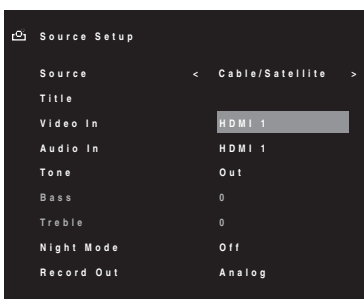 Source Setup
Source < Cable/Satellite >
Title
Video In HDMI 1
Audio In HDMI 1
Tone Out
Bass 0
Treble 0
Night Mode Off
Record Out Analog